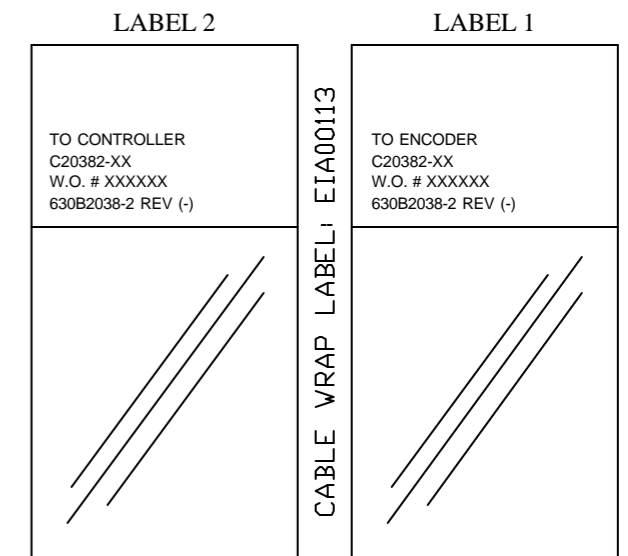 LABEL 2
TO CONTROLLER
C20382-XX
W.O. # XXXXXX
630B2038-2 REV (-)
CABLE WRAP LABEL: EIA00113
LABEL 1
TO ENCODER
C20382-XX
W.O. # XXXXXX
630B2038-2 REV (-)